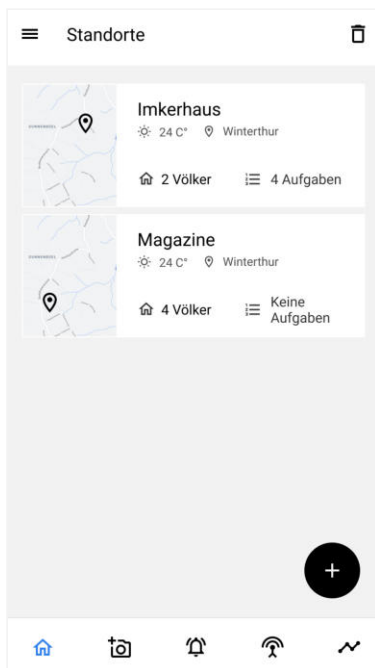 Standorte
Imkerhaus
24 C° Winterthur
2 Völker 4 Aufgaben
Magazine
24 C° Winterthur
4 Völker Keine
Aufgaben